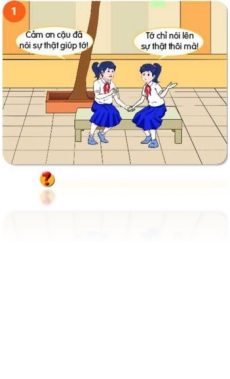 1
Cảm ơn cậu đã
nói sự thật giúp tớ!
Tớ chỉ nói lên
sự thật thôi mà!
?